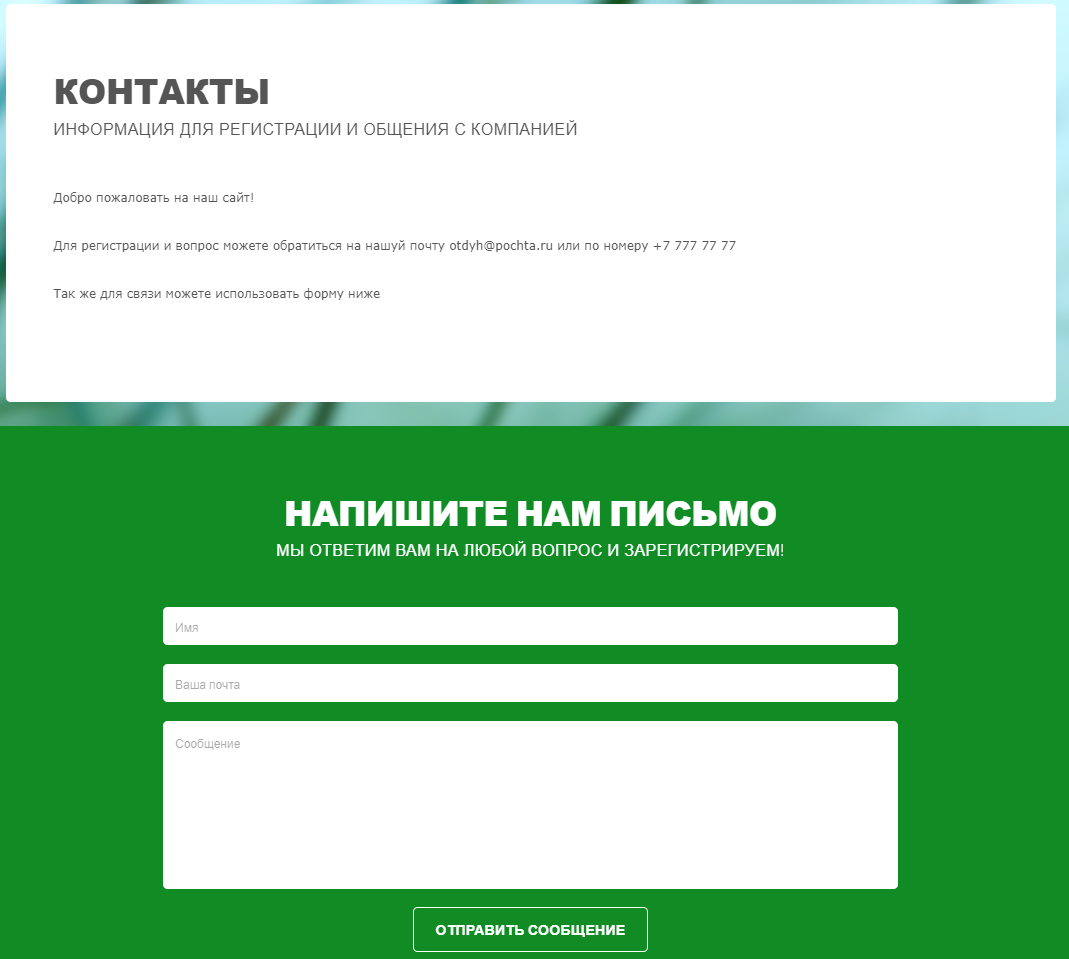 КОНТАКТЫ
ИНФОРМАЦИЯ ДЛЯ РЕГИСТРАЦИИ И ОБЩЕНИЯ С КОМПАНИЕЙ
Добро пожаловать на наш сайт!
Для регистрации и вопрос можете обратиться на нашуй почту otdyh@pochta.ru или по номеру +7 777 77 77
Так же для связи можете использовать форму ниже
НАПИШИТЕ НАМ ПИСЬМО
МЫ ОТВЕТИМ ВАМ НА ЛЮБОЙ ВОПРОС И ЗАРЕГИСТРИРУЕМ!
Имя
Ваша почта
Сообщение
ОТПРАВИТЬ СООБЩЕНИЕ